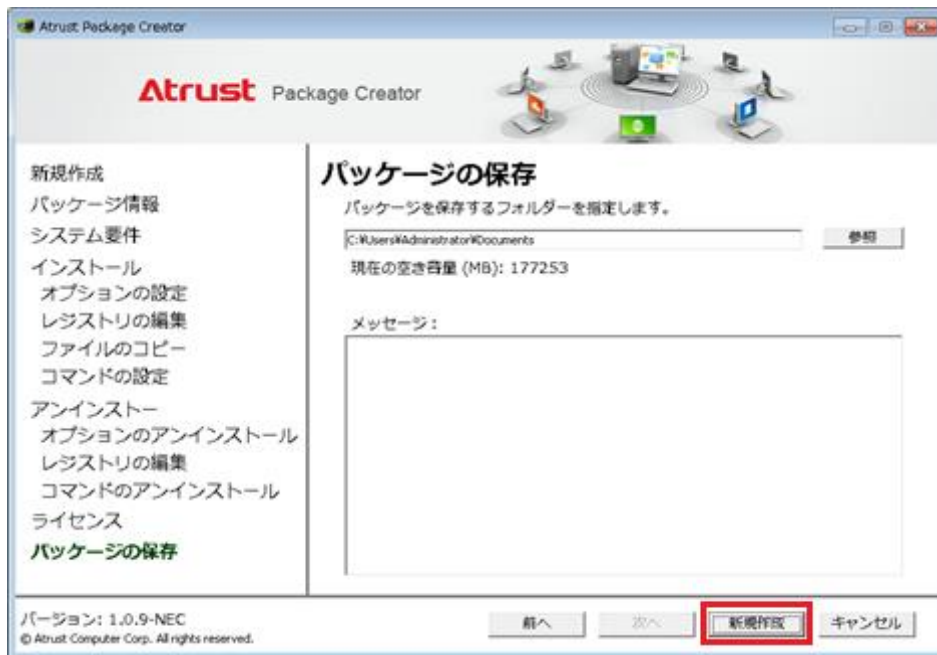 Atrust Package Creator
Atrust Package Creator
新規作成
パッケージ情報
システム要件
インストール
オプションの設定
レジストリの編集
ファイルのコピー
コマンドの設定
アンインストー
オプションのアンインストール
レジストリの編集
コマンドのアンインストール
ライセンス
パッケージの保存
パッケージの保存
パッケージを保存するフォルダーを指定します。
C:¥Users¥Administrator¥Documents 参照
現在の空き容量 (MB): 177253
メッセージ：
バージョン: 1.0.9-NEC
© Atrust Computer Corp. All rights reserved.
前へ 次へ 新規作成 キャンセル